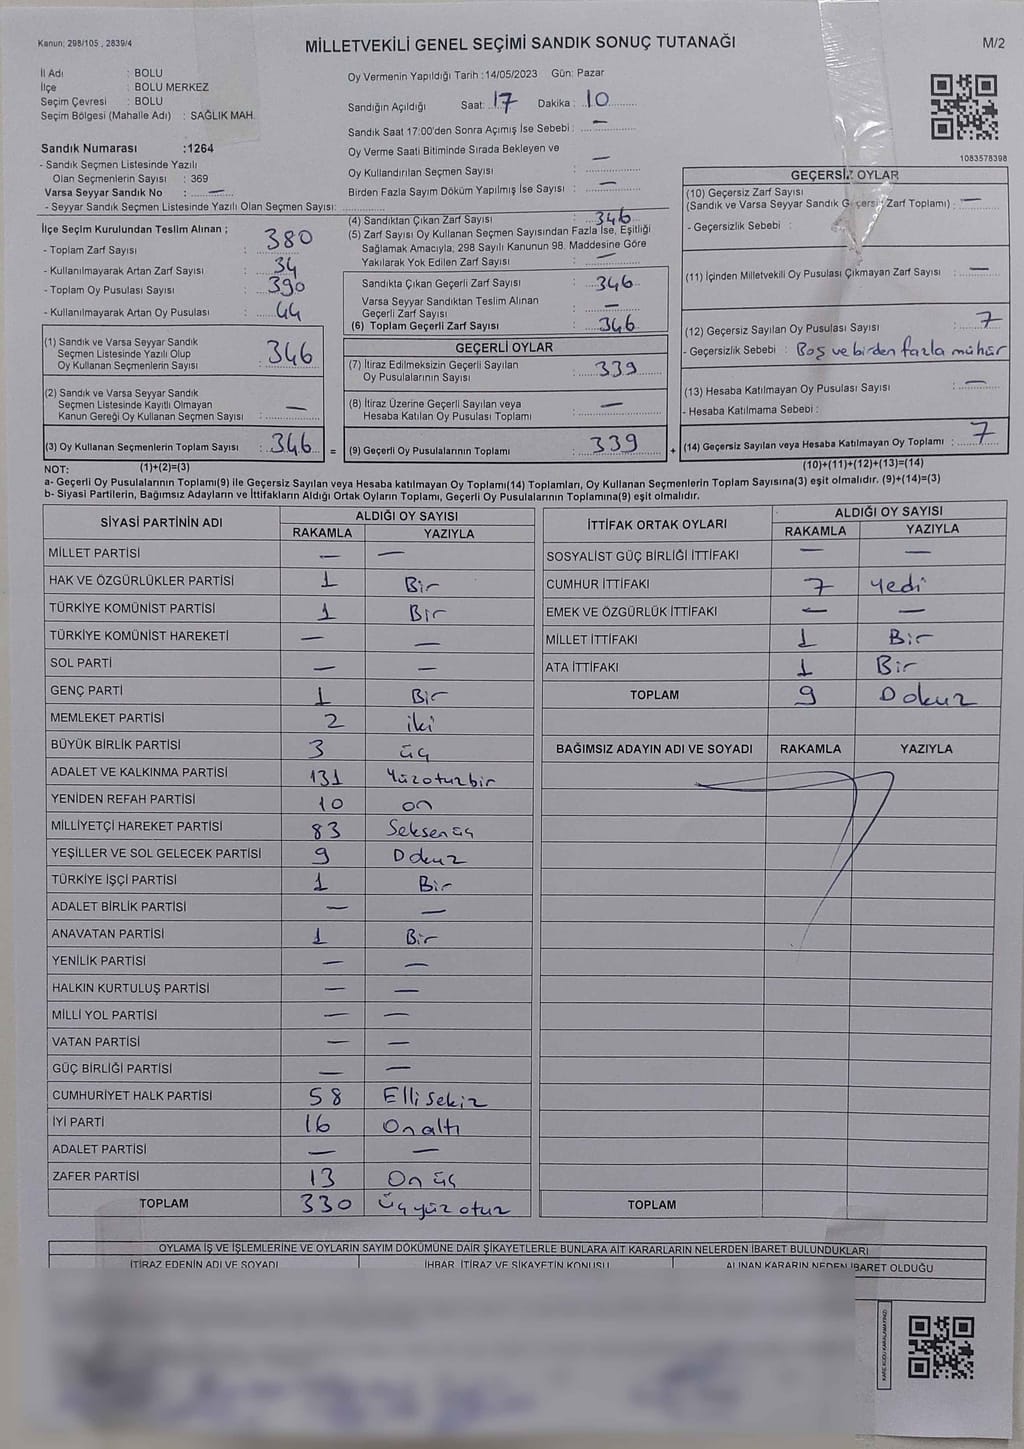 Kanun; 298/105 , 2839/4
MİLLETVEKİLİ GENEL SEÇİMİ SANDIK SONUÇ TUTANAĞI
M/2
İl Adı : BOLU
İlçe : BOLU MERKEZ
Seçim Çevresi : BOLU
Seçim Bölgesi (Mahalle Adı) : SAĞLIK MAH.
Sandık Numarası :1264
- Sandık Seçmen Listesinde Yazılı
Olan Seçmenlerin Sayısı : 369
Varsa Seyyar Sandık No : —
- Seyyar Sandık Seçmen Listesinde Yazılı Olan Seçmen Sayısı:
Oy Vermenin Yapıldığı Tarih :14/05/2023 Gün: Pazar
Sandığın Açıldığı Saat: 17 Dakika : 10
Sandık Saat 17:00'den Sonra Açımış İse Sebebi : —
Oy Verme Saati Bitiminde Sırada Bekleyen ve
Oy Kullandırılan Seçmen Sayısı —
Birden Fazla Sayım Döküm Yapılmış İse Sayısı : —
1083578398
İlçe Seçim Kurulundan Teslim Alınan ;
- Toplam Zarf Sayısı : 380
- Kullanılmayarak Artan Zarf Sayısı : 34
- Toplam Oy Pusulası Sayısı : 390
- Kullanılmayarak Artan Oy Pusulası : 44
(1) Sandık ve Varsa Seyyar Sandık
Seçmen Listesinde Yazılı Olup
Oy Kullanan Seçmenlerin Sayısı : 346
(2) Sandık ve Varsa Seyyar Sandık
Seçmen Listesinde Kayıtlı Olmayan
Kanun Gereği Oy Kullanan Seçmen Sayısı : —
(3) Oy Kullanan Seçmenlerin Toplam Sayısı : 346 =
(4) Sandıktan Çıkan Zarf Sayısı : 346
(5) Zarf Sayısı Oy Kullanan Seçmen Sayısından Fazla İse, Eşitliği
Sağlamak Amacıyla, 298 Sayılı Kanunun 98. Maddesine Göre
Yakılarak Yok Edilen Zarf Sayısı : —
Sandıkta Çıkan Geçerli Zarf Sayısı : 346
Varsa Seyyar Sandıktan Teslim Alınan
Geçerli Zarf Sayısı : —
(6) Toplam Geçerli Zarf Sayısı : 346
GEÇERLİ OYLAR
(7) İtiraz Edilmeksizin Geçerli Sayılan
Oy Pusulalarının Sayısı : 339
(8) İtiraz Üzerine Geçerli Sayılan veya
Hesaba Katılan Oy Pusulası Toplamı : —
(9) Geçerli Oy Pusulalarının Toplamı : 339 +
GEÇERSİZ OYLAR
(10) Geçersiz Zarf Sayısı
(Sandık ve Varsa Seyyar Sandık Geçersiz Zarf Toplamı) : —
- Geçersizlik Sebebi :
(11) İçinden Milletvekili Oy Pusulası Çıkmayan Zarf Sayısı : —
(12) Geçersiz Sayılan Oy Pusulası Sayısı : 7
- Geçersizlik Sebebi : Boş ve birden fazla mühür
(13) Hesaba Katılmayan Oy Pusulası Sayısı : —
- Hesaba Katılmama Sebebi :
(14) Geçersiz Sayılan veya Hesaba Katılmayan Oy Toplamı : 7
NOT: (1)+(2)=(3) (10)+(11)+(12)+(13)=(14)
a- Geçerli Oy Pusulalarının Toplamı(9) ile Geçersiz Sayılan veya Hesaba katılmayan Oy Toplamı(14) Toplamları, Oy Kullanan Seçmenlerin Toplam Sayısına(3) eşit olmalıdır. (9)+(14)=(3)
b- Siyasi Partilerin, Bağımsız Adayların ve İttifakların Aldığı Ortak Oyların Toplamı, Geçerli Oy Pusulalarının Toplamına(9) eşit olmalıdır.
SİYASİ PARTİNİN ADI ALDIĞI OY SAYISI
RAKAMLA YAZIYLA
MİLLET PARTİSİ — —
HAK VE ÖZGÜRLÜKLER PARTİSİ 1 Bir
TÜRKİYE KOMÜNİST PARTİSİ 1 Bir
TÜRKİYE KOMÜNİST HAREKETİ — —
SOL PARTİ — —
GENÇ PARTİ 1 Bir
MEMLEKET PARTİSİ 2 iki
BÜYÜK BİRLİK PARTİSİ 3 üç
ADALET VE KALKINMA PARTİSİ 131 Yüzotuzbir
YENİDEN REFAH PARTİSİ 10 on
MİLLİYETÇİ HAREKET PARTİSİ 83 Seksenüç
YEŞİLLER VE SOL GELECEK PARTİSİ 9 Dokuz
TÜRKİYE İŞÇİ PARTİSİ 1 Bir
ADALET BİRLİK PARTİSİ — —
ANAVATAN PARTİSİ 1 Bir
YENİLİK PARTİSİ — —
HALKIN KURTULUŞ PARTİSİ — —
MİLLİ YOL PARTİSİ — —
VATAN PARTİSİ — —
GÜÇ BİRLİĞİ PARTİSİ — —
CUMHURİYET HALK PARTİSİ 58 Elli Sekiz
İYİ PARTİ 16 On altı
ADALET PARTİSİ — —
ZAFER PARTİSİ 13 On üç
TOPLAM 330 Üçyüz otuz
İTTİFAK ORTAK OYLARI ALDIĞI OY SAYISI
RAKAMLA YAZIYLA
SOSYALİST GÜÇ BİRLİĞİ İTTİFAKI — —
CUMHUR İTTİFAKI 7 Yedi
EMEK VE ÖZGÜRLÜK İTTİFAKI — —
MİLLET İTTİFAKI 1 Bir
ATA İTTİFAKI 1 Bir
TOPLAM 9 Dokuz
BAĞIMSIZ ADAYIN ADI VE SOYADI RAKAMLA YAZIYLA
TOPLAM
OYLAMA İŞ VE İŞLEMLERİNE VE OYLARIN SAYIM DÖKÜMÜNE DAİR ŞİKAYETLERLE BUNLARA AİT KARARLARIN NELERDEN İBARET BULUNDUKLARI
İTİRAZ EDENİN ADI VE SOYADI İHBAR, İTİRAZ VE ŞİKAYETİN KONUSU ALINAN KARARIN NEDEN İBARET OLDUĞU